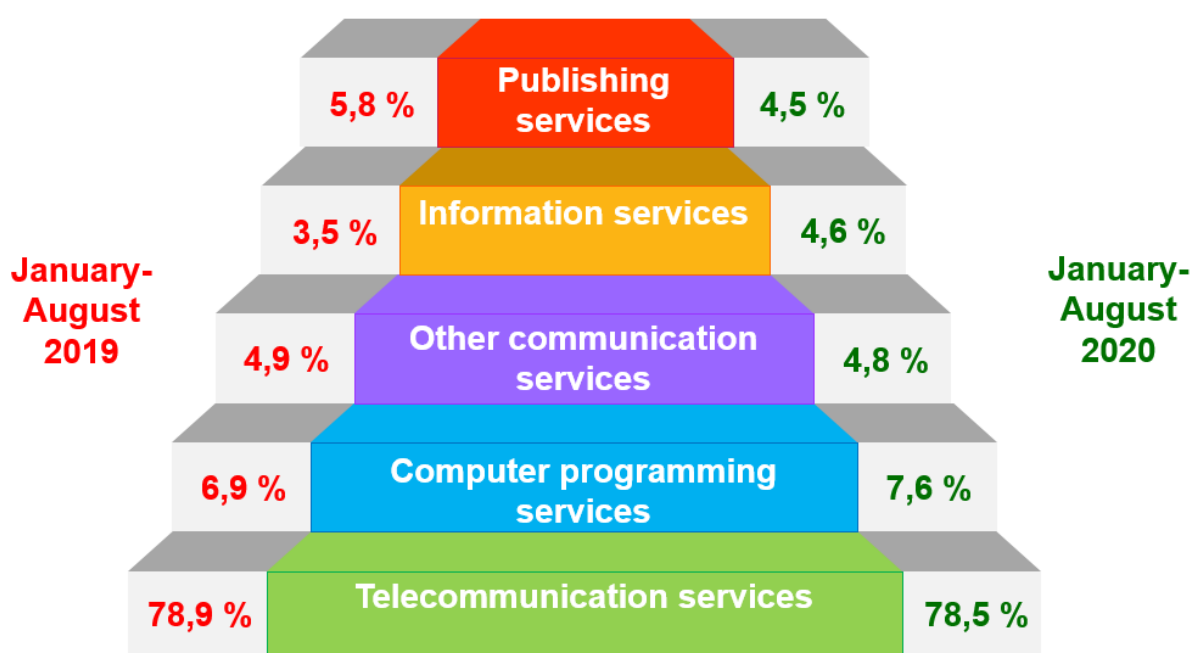 Publishing
services
5,8 %
4,5 %
Information services
3,5 %
4,6 %
January-
August
2019
January-
August
2020
Other communication
services
4,9 %
4,8 %
Computer programming
services
6,9 %
7,6 %
Telecommunication services
78,9 %
78,5 %